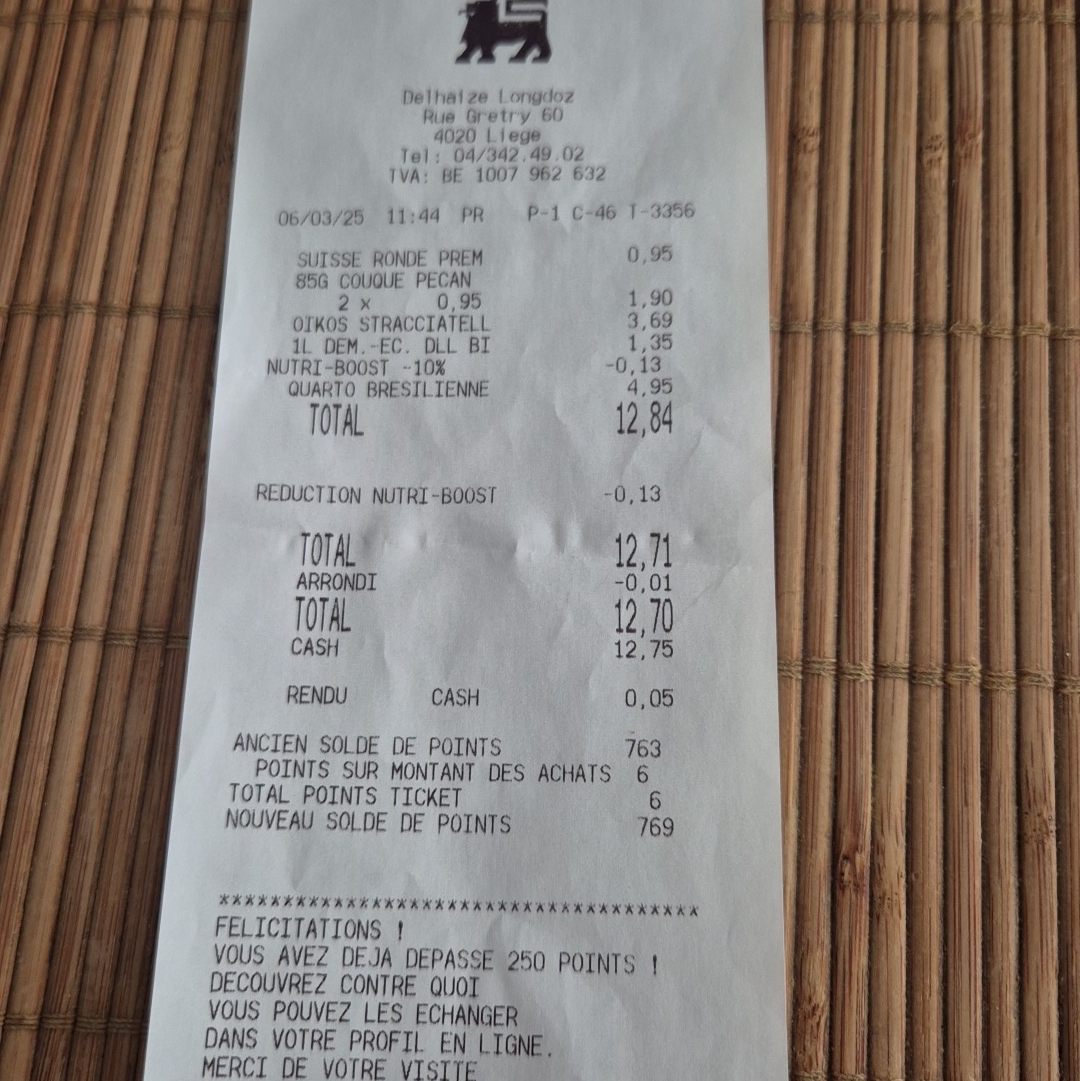 Delhaize Longdoz
Rue Gretry 60
4020 Liege
Tel: 04/342.49.02
TVA: BE 1007 962 632
06/03/25 11:44 PR P-1 C-46 T-3356
SUISSE RONDE PREM 0,95
85G COUQUE PECAN
2 x 0,95 1,90
OIKOS STRACCIATELL 3,69
1L DEM.-EC. DLL BI 1,35
NUTRI-BOOST -10% -0,13
QUARTO BRESILIENNE 4,95
TOTAL 12,84
REDUCTION NUTRI-BOOST -0,13
TOTAL 12,71
ARRONDI -0,01
TOTAL 12,70
CASH 12,75
RENDU CASH 0,05
ANCIEN SOLDE DE POINTS 763
POINTS SUR MONTANT DES ACHATS 6
TOTAL POINTS TICKET 6
NOUVEAU SOLDE DE POINTS 769
****************************************
FELICITATIONS !
VOUS AVEZ DEJA DEPASSE 250 POINTS !
DECOUVREZ CONTRE QUOI
VOUS POUVEZ LES ECHANGER
DANS VOTRE PROFIL EN LIGNE.
MERCI DE VOTRE VISITE